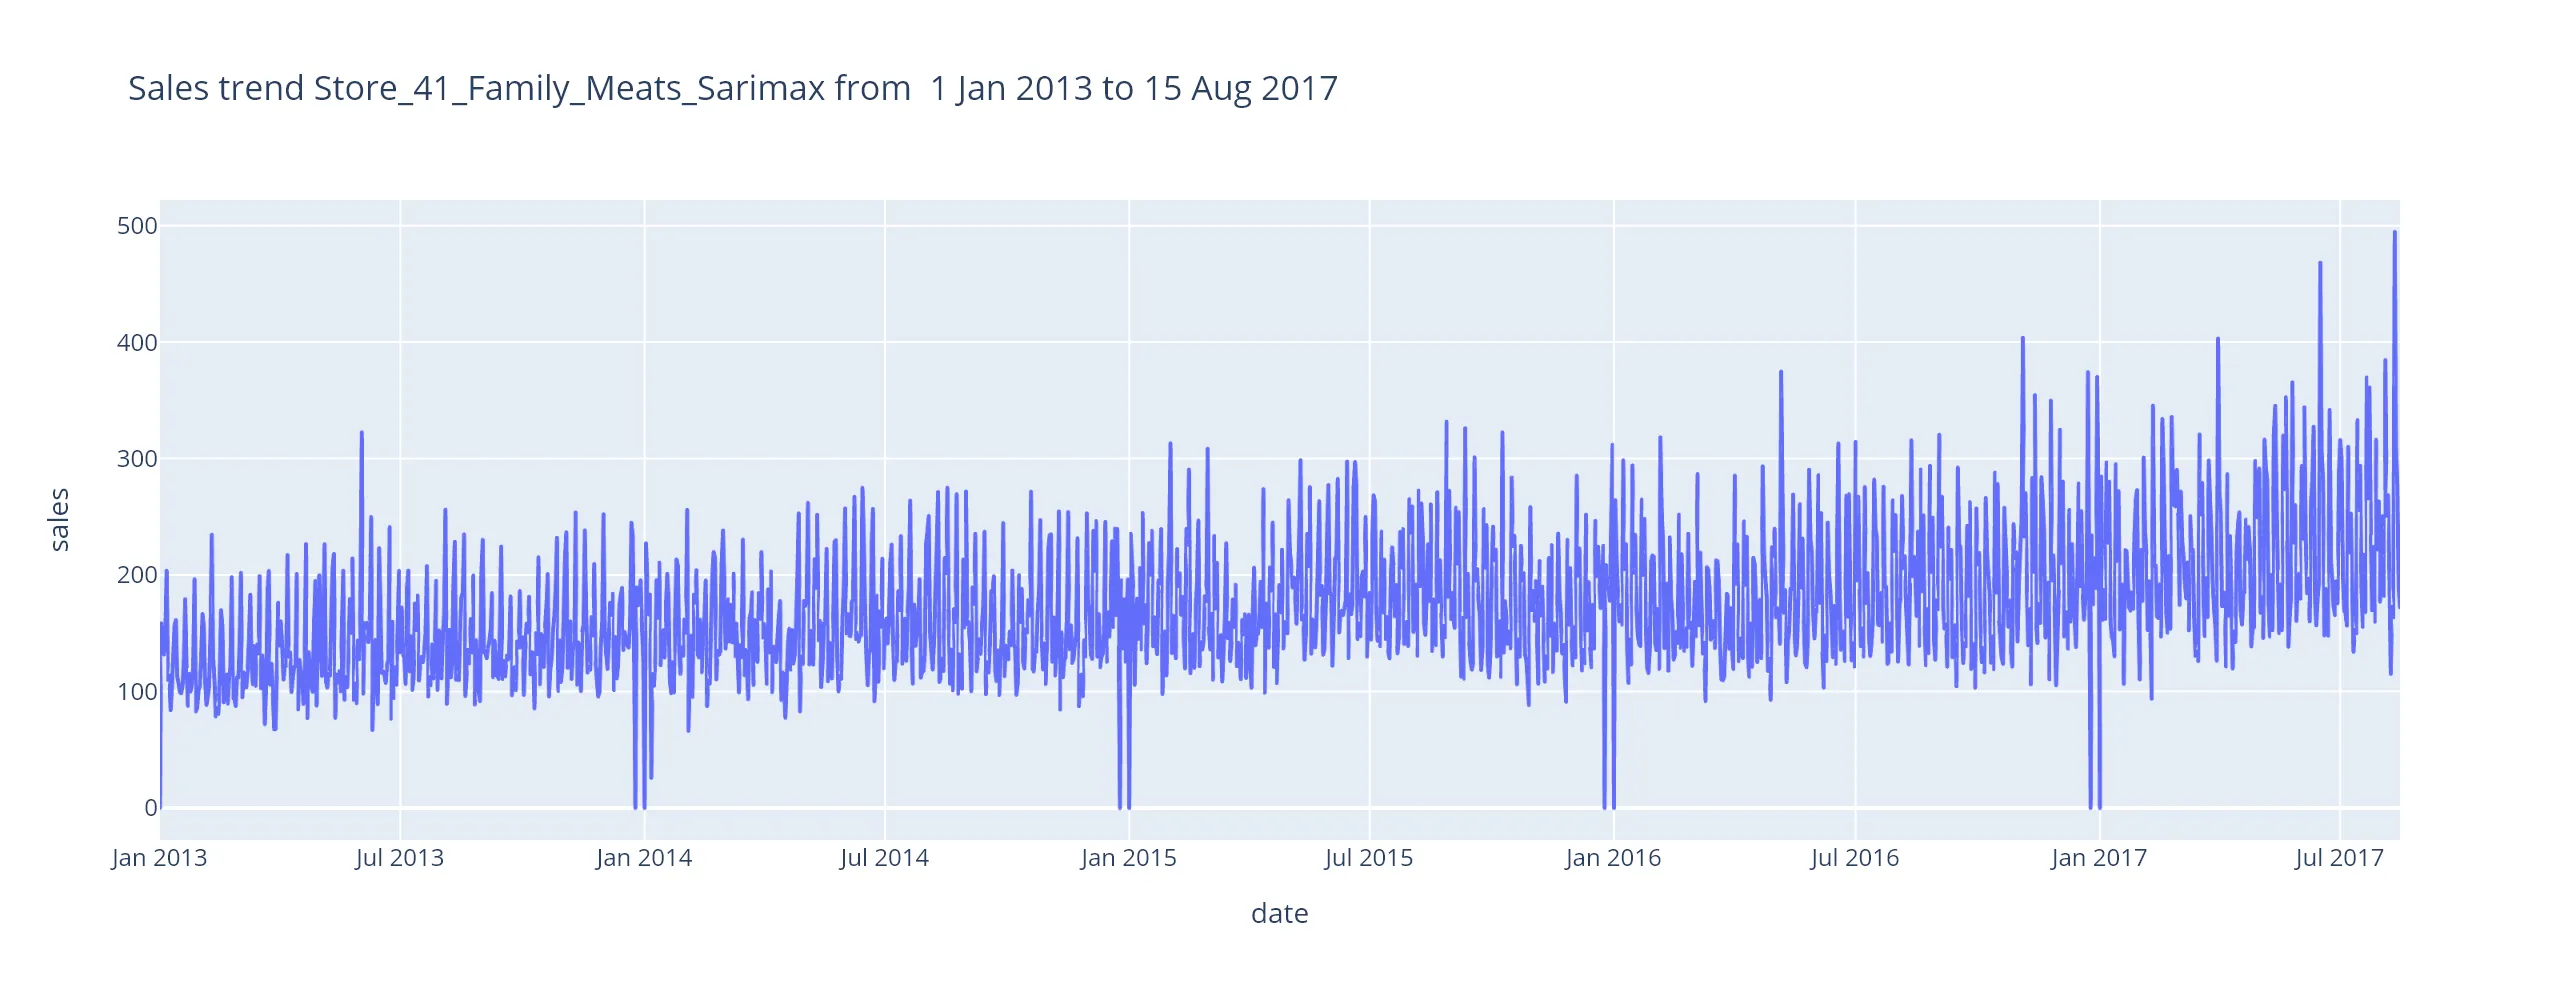 Sales trend Store_41_Family_Meats_Sarimax from  1 Jan 2013 to 15 Aug 2017
500
400
300
200
100
0
sales
Jan 2013 Jul 2013 Jan 2014 Jul 2014 Jan 2015 Jul 2015 Jan 2016 Jul 2016 Jan 2017 Jul 2017
date